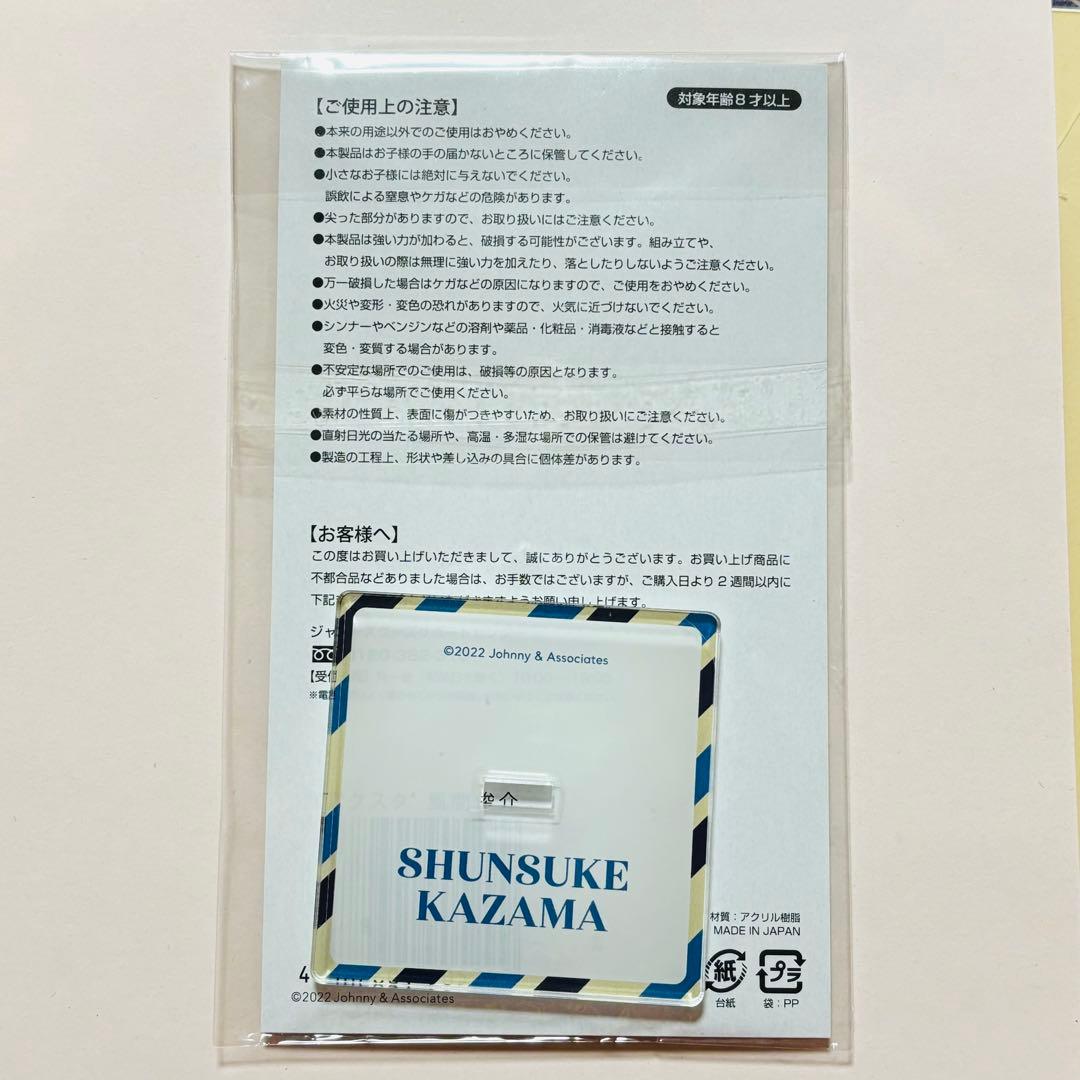 【ご使用上の注意】
対象年齢8才以上
●本来の用途以外でのご使用はおやめください。
●本製品はお子様の手の届かないところに保管してください。
●小さなお子様には絶対に与えないでください。
誤飲による窒息やケガなどの危険があります。
●尖った部分がありますので、お取り扱いにはご注意ください。
●本製品は強い力が加わると、破損する可能性がございます。組み立てや、
お取り扱いの際は無理に強い力を加えたり、落としたりしないようご注意ください。
●万一破損した場合はケガなどの原因になりますので、ご使用をおやめください。
●火災や変形・変色の恐れがありますので、火気に近づけないでください。
●シンナーやベンジンなどの溶剤や薬品・化粧品・消毒液などと接触すると
変色・変質する場合があります。
●不安定な場所でのご使用は、破損等の原因となります。
必ず平らな場所でご使用ください。
●素材の性質上、表面に傷がつきやすいため、お取り扱いにご注意ください。
●直射日光の当たる場所や、高温・多湿な場所での保管は避けてください。
●製造の工程上、形状や差し込みの具合に個体差があります。
【お客様へ】
この度はお買い上げいただきまして、誠にありがとうございます。お買い上げ商品に
不都合品などありました場合は、お手数ではございますが、ご購入日より2週間以内に
下記
ようお願い申し上げます。
ジャ
©2022 Johnny & Associates
【受付
※電
介
SHUNSUKE
KAZAMA
材質：アクリル樹脂
MADE IN JAPAN
紙
プラ
台紙
袋：PP
4
©2022 Johnny & Associates